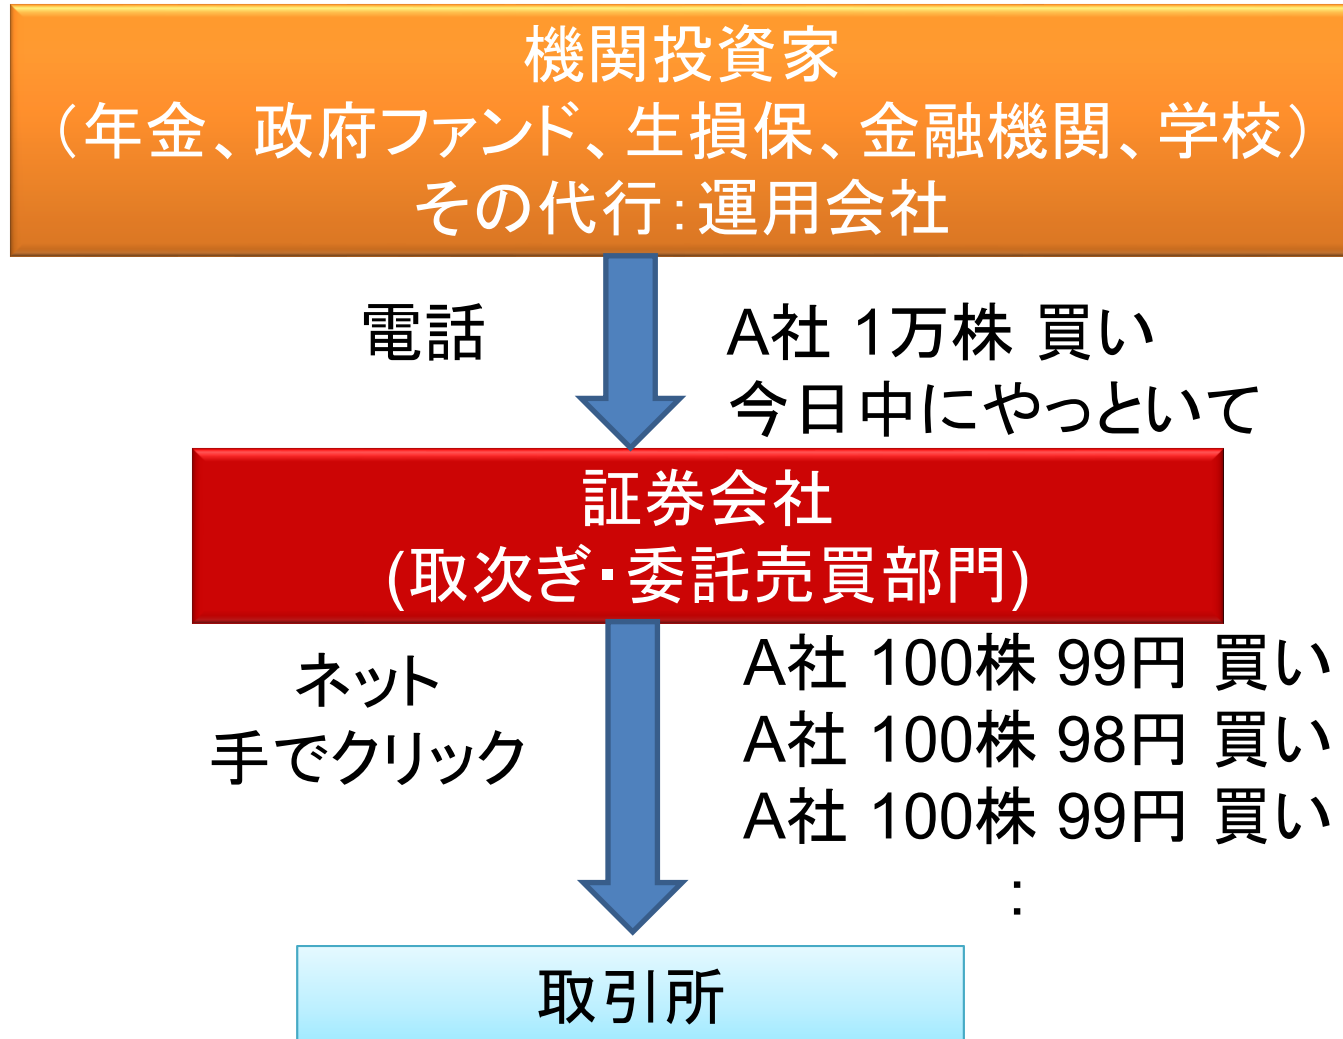 機関投資家
（年金、政府ファンド、生損保、金融機関、学校）
その代行：運用会社
電話
A社 1万株 買い
今日中にやっといて
証券会社
(取次ぎ・委託売買部門)
ネット
手でクリック
A社 100株 99円 買い
A社 100株 98円 買い
A社 100株 99円 買い
：
取引所